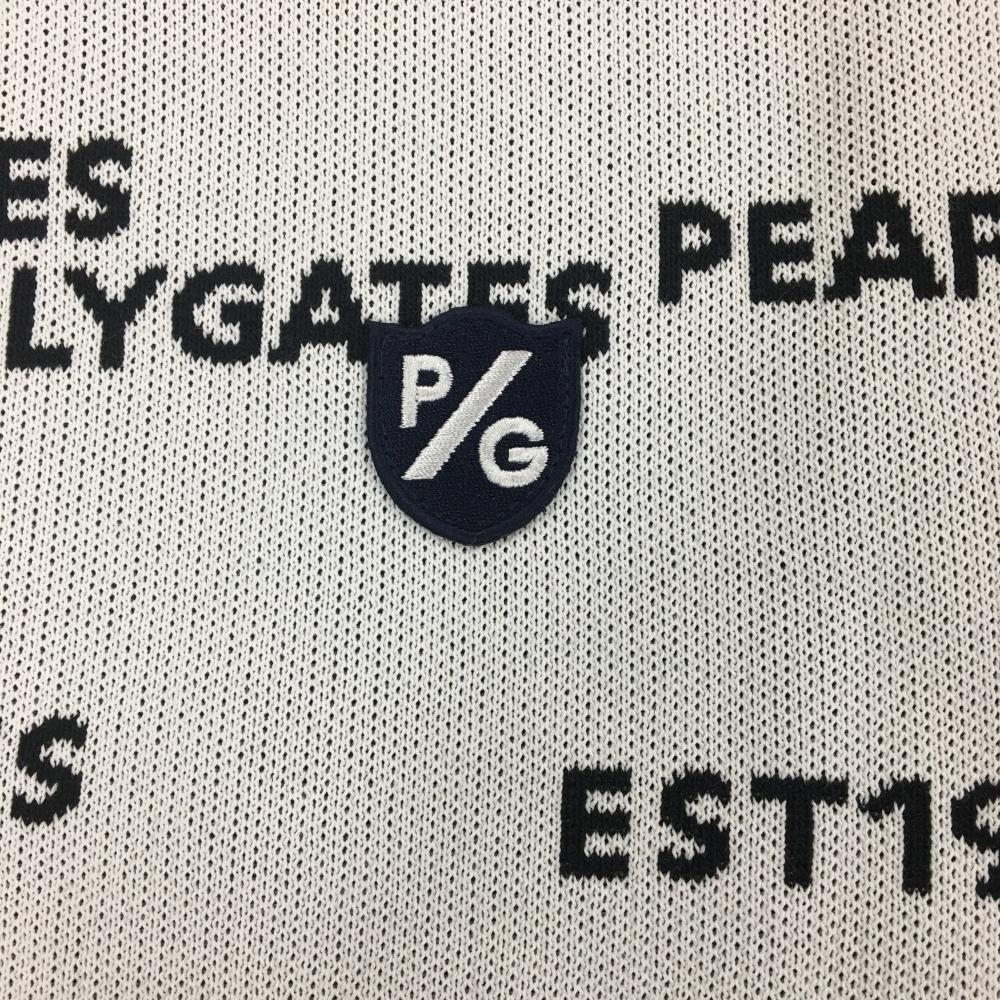 ES
PEAR
LYGATES
P/G
S
EST19